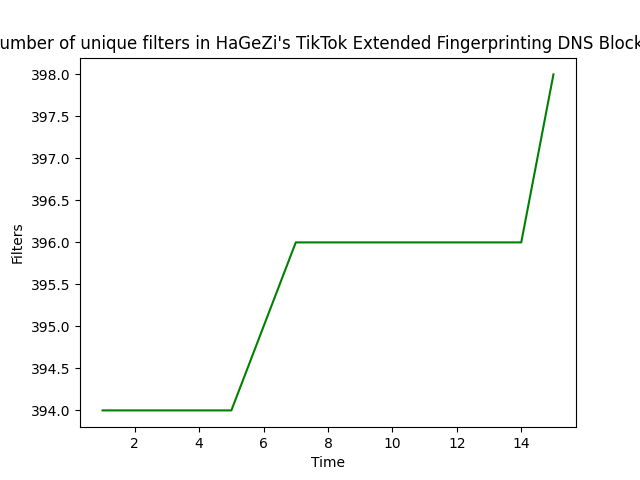 umber of unique filters in HaGeZi's TikTok Extended Fingerprinting DNS Block
398.0
397.5
397.0
396.5
396.0
395.5
395.0
394.5
394.0
Filters
2 4 6 8 10 12 14
Time